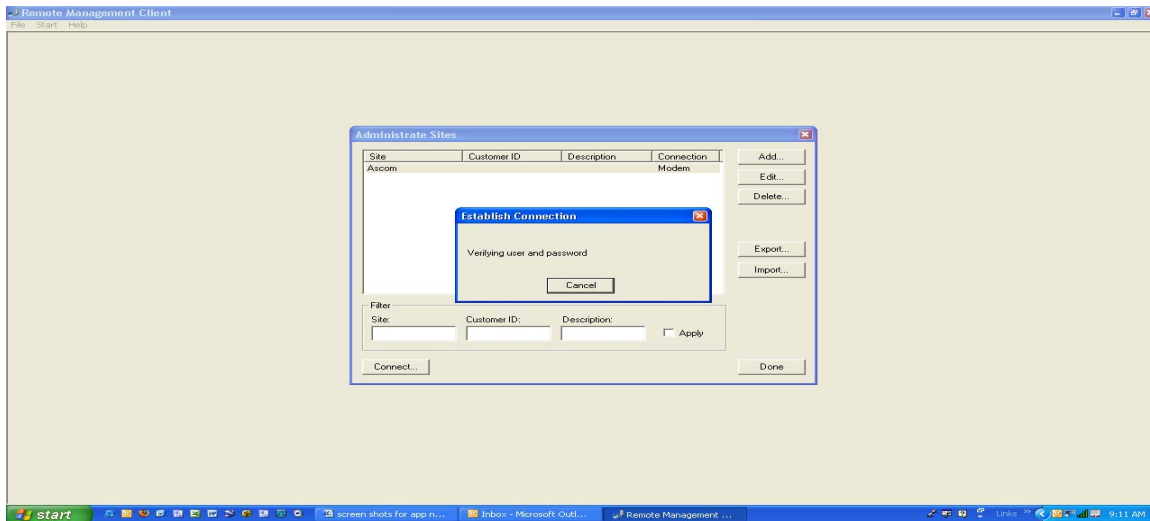 Remote Management Client
File Start Help
Administrate Sites
Site Customer ID Description Connection
Ascom Modem
Add...
Edit...
Delete...
Export...
Import...
Establish Connection
Verifying user and password
Cancel
Filter
Site: Customer ID: Description:
Apply
Connect... Done
start screen shots for app n... Inbox - Microsoft Outl... Remote Management ... Links » 9:11 AM